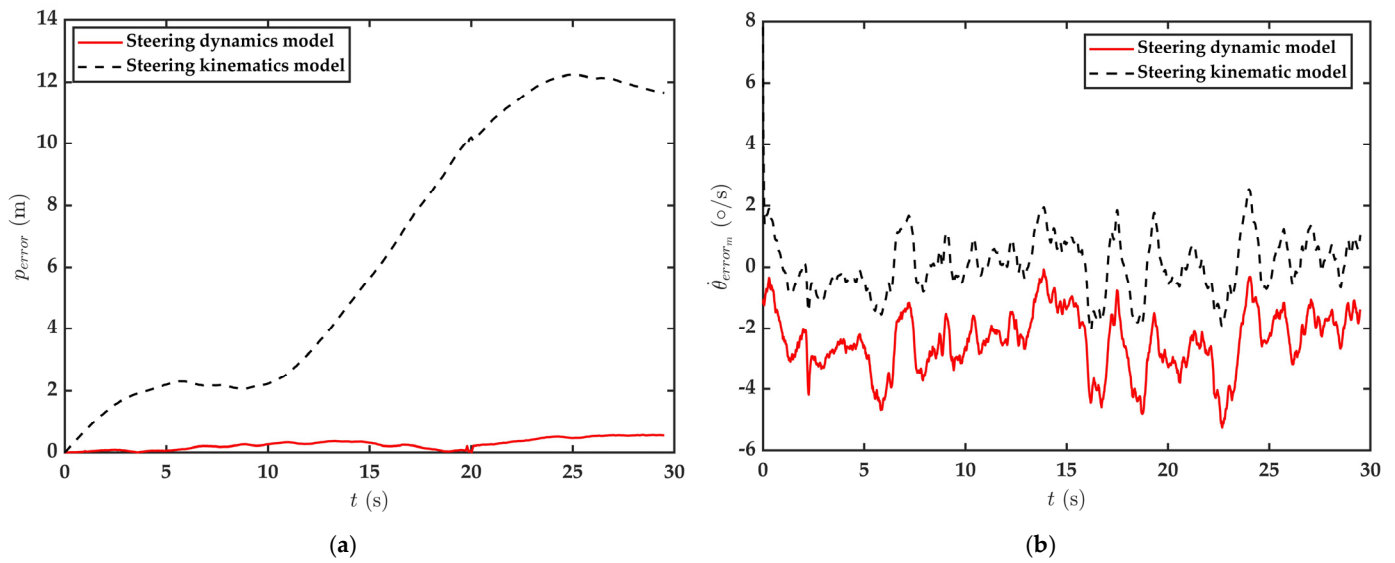 14
12
10
8
6
4
2
0
p_error (m)
Steering dynamics model
Steering kinematics model
0 5 10 15 20 25 30
t (s)
(a)
8
6
4
2
0
-2
-4
-6
θ̇_error_m (○/s)
Steering dynamic model
Steering kinematic model
0 5 10 15 20 25 30
t (s)
(b)